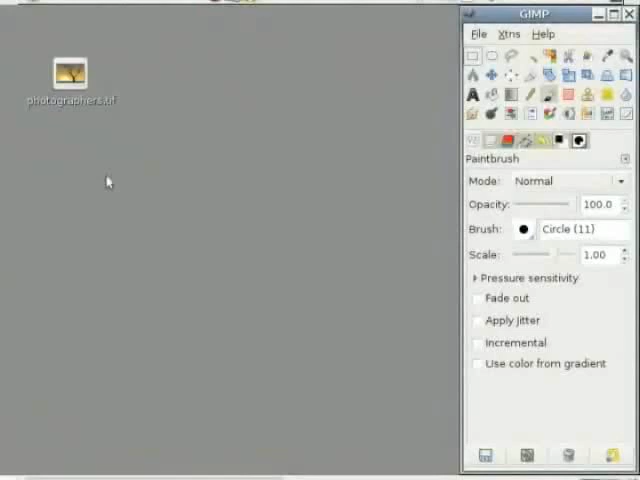 GIMP
File Xtns Help
photographers.tif
Paintbrush
Mode: Normal
Opacity: 100.0
Brush: Circle (11)
Scale: 1.00
Pressure sensitivity
Fade out
Apply Jitter
Incremental
Use color from gradient